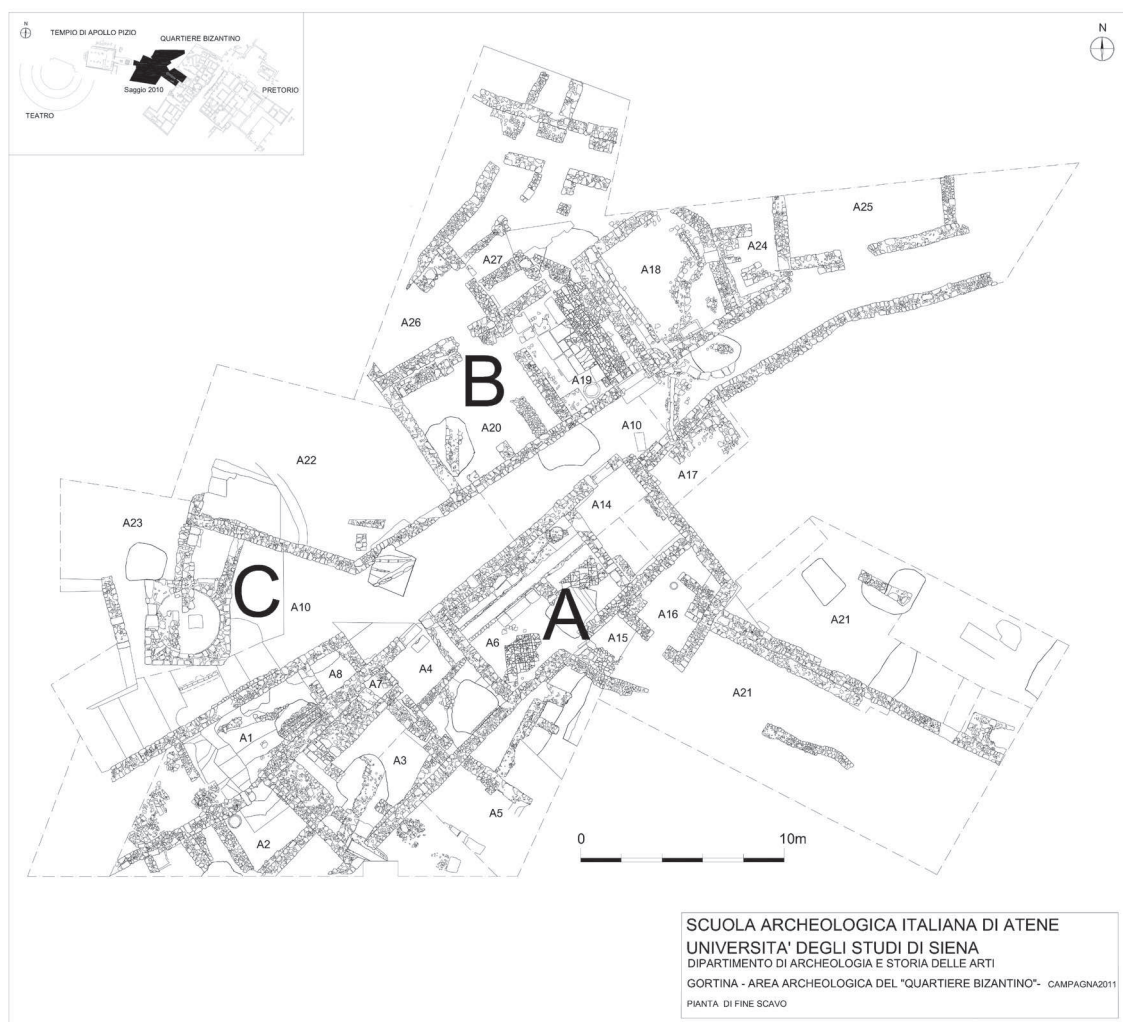 N
TEMPIO DI APOLLO PIZIO
QUARTIERE BIZANTINO
Saggio 2010
PRETORIO
TEATRO
N
A25
A24
A18
A27
A26
B
A19
A20
A10
A22
A17
A14
A23
C
A10
A
A16
A21
A6
A15
A4
A8
A7
A21
A1
A3
A5
A2
0
10m
SCUOLA ARCHEOLOGICA ITALIANA DI ATENE
UNIVERSITA' DEGLI STUDI DI SIENA
DIPARTIMENTO DI ARCHEOLOGIA E STORIA DELLE ARTI
GORTINA - AREA ARCHEOLOGICA DEL "QUARTIERE BIZANTINO"- CAMPAGNA2011
PIANTA DI FINE SCAVO